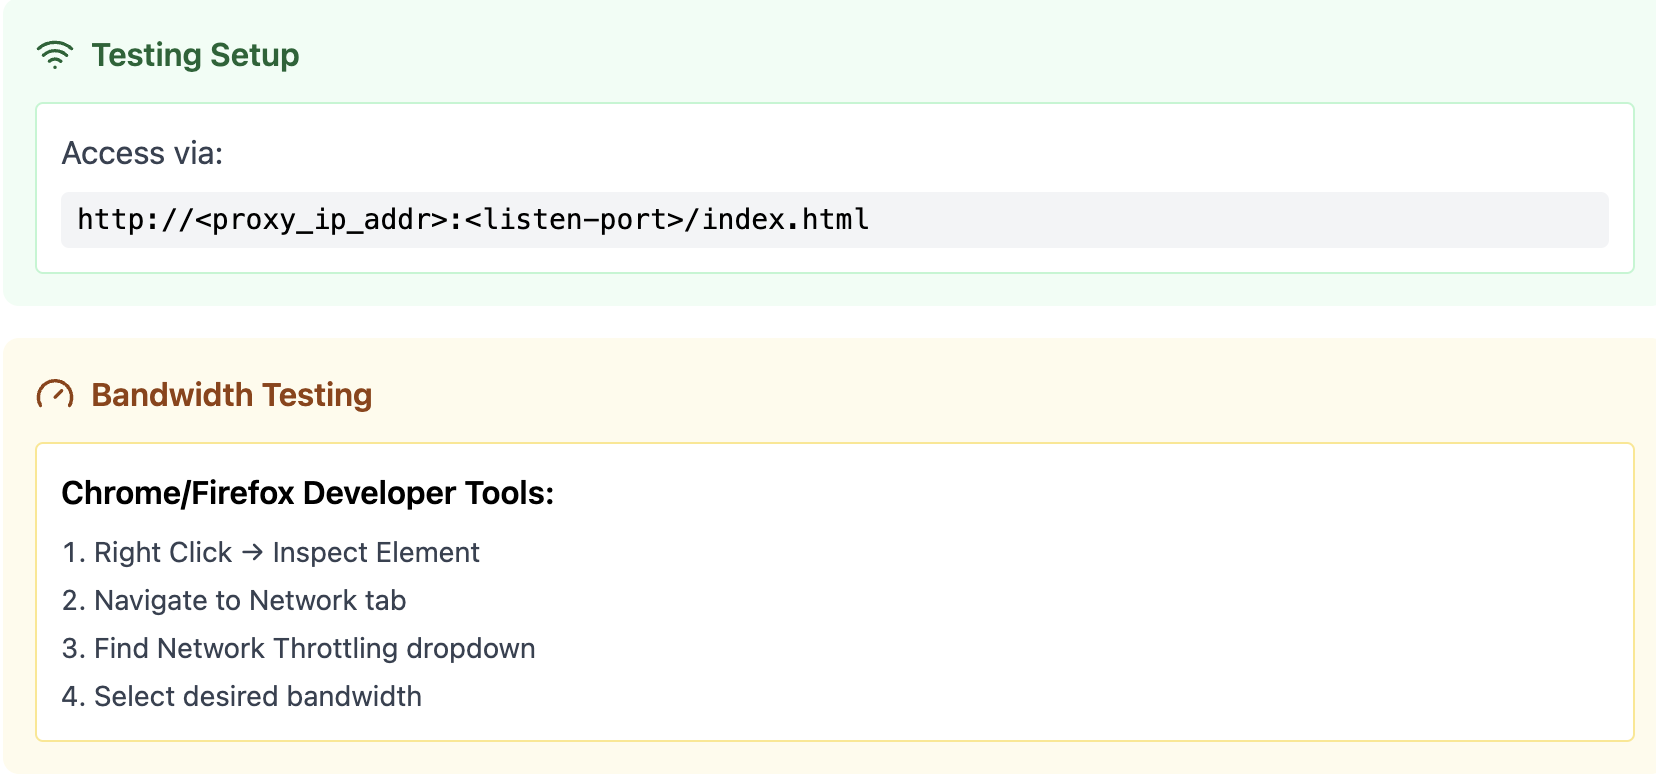 Testing Setup
Access via:
http://<proxy_ip_addr>:<listen-port>/index.html
Bandwidth Testing
Chrome/Firefox Developer Tools:
1. Right Click → Inspect Element
2. Navigate to Network tab
3. Find Network Throttling dropdown
4. Select desired bandwidth